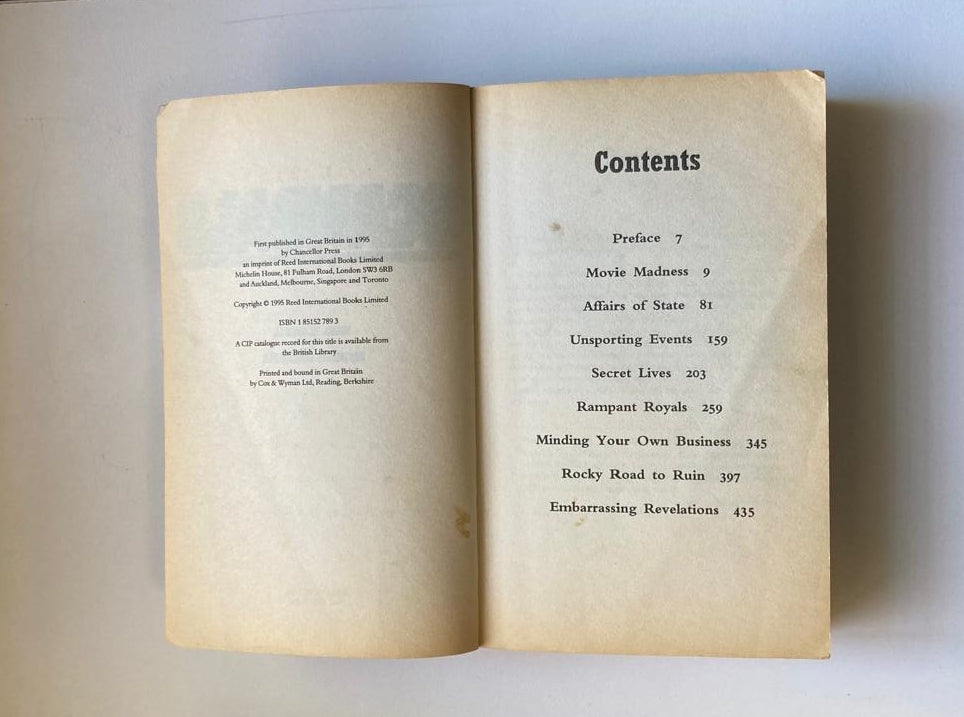 First published in Great Britain in 1995
by Chancellor Press
an imprint of Reed International Books Limited
Michelin House, 81 Fulham Road, London SW3 6RB
and Auckland, Melbourne, Singapore and Toronto
Copyright © 1995 Reed International Books Limited
ISBN 1 85152 789 3
A CIP catalogue record for this title is available from
the British Library
Printed and bound in Great Britain
by Cox & Wyman Ltd, Reading, Berkshire
Contents
Preface 7
Movie Madness 9
Affairs of State 81
Unsporting Events 159
Secret Lives 203
Rampant Royals 259
Minding Your Own Business 345
Rocky Road to Ruin 397
Embarrassing Revelations 435